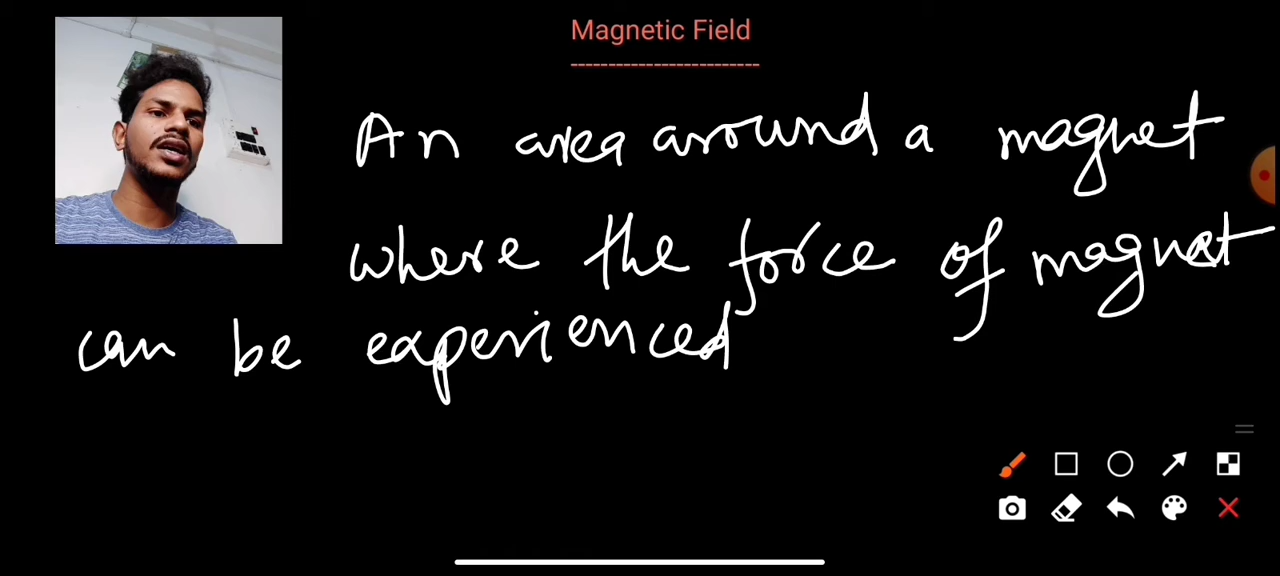 Magnetic Field
------------------------
An area around a magnet
where the force of magnet
can be experienced